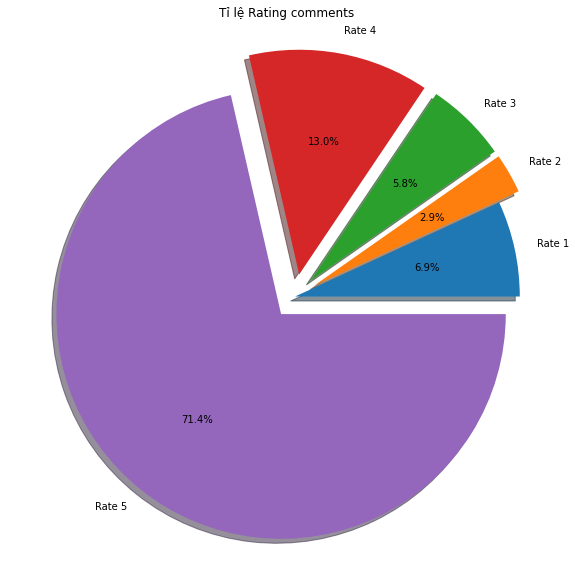 Tỉ lệ Rating comments
Rate 4
Rate 3
13.0%
Rate 2
5.8%
2.9%
Rate 1
6.9%
71.4%
Rate 5